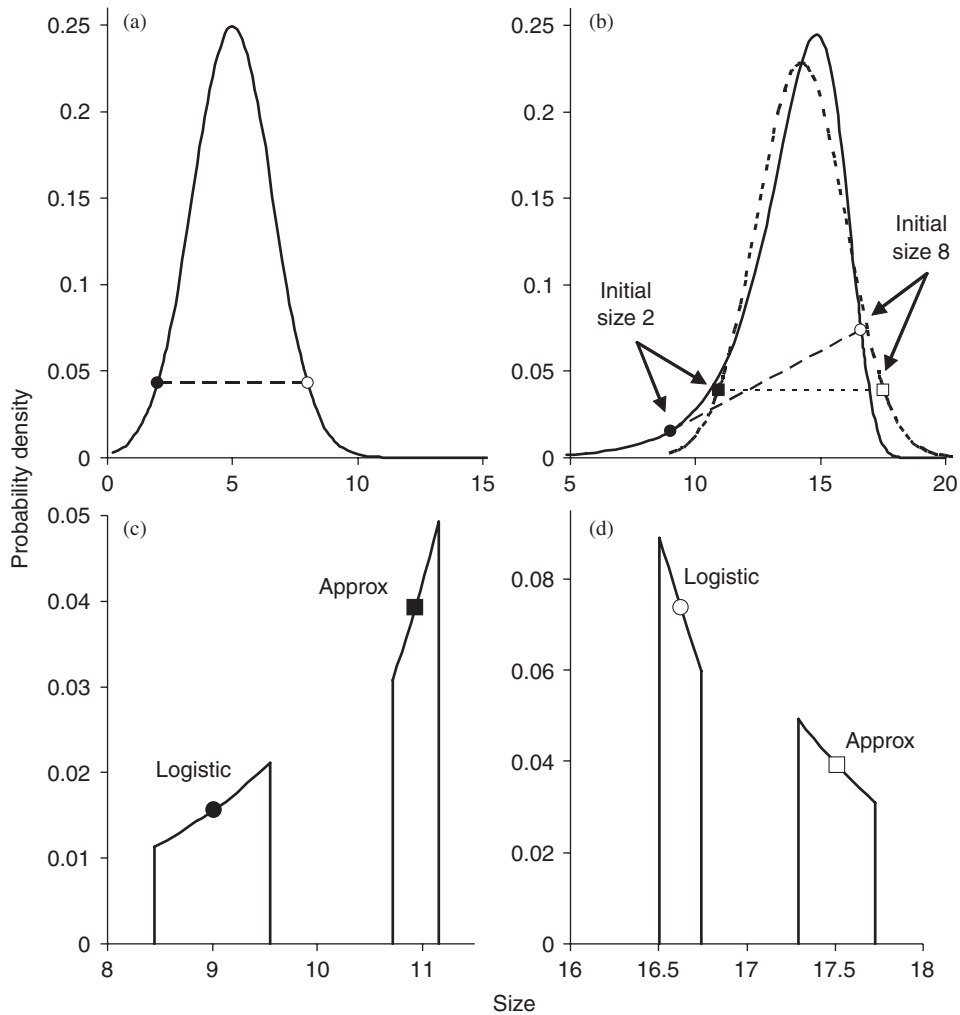 (a)
0.25
0.2
0.15
0.1
0.05
0
0
5
10
15
(b)
0.25
0.2
0.15
0.1
0.05
0
5
10
15
20
Initial
size 2
Initial
size 8
Probability density
(c)
0.05
0.04
0.03
0.02
0.01
0
8
9
10
11
Logistic
Approx
(d)
0.08
0.06
0.04
0.02
0
16
16.5
17
17.5
18
Logistic
Approx
Size